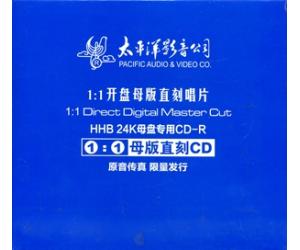 太平洋影音公司
PACIFIC AUDIO & VIDEO CO.
1:1开盘母版直刻唱片
1:1 Direct Digital Master Cut
HHB 24K母盘专用CD-R
1:1母版直刻CD
原音传真 限量发行